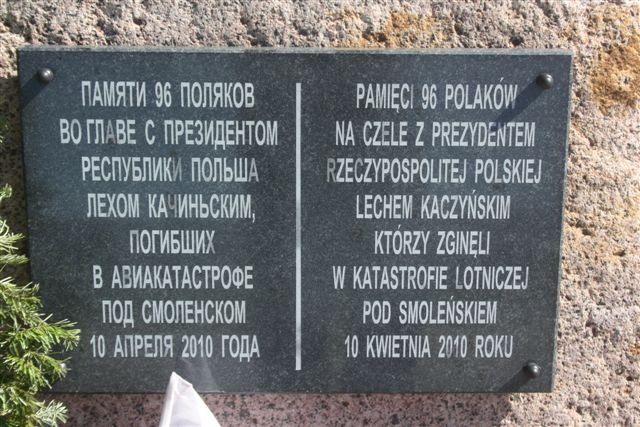 ПАМЯТИ 96 ПОЛЯКОВ
ВО ГЛАВЕ С ПРЕЗИДЕНТОМ
РЕСПУБЛИКИ ПОЛЬША
ЛЕХОМ КАЧИНЬСКИМ,
ПОГИБШИХ
В АВИАКАТАСТРОФЕ
ПОД СМОЛЕНСКОМ
10 АПРЕЛЯ 2010 ГОДА
PAMIĘCI 96 POLAKÓW
NA CZELE Z PREZYDENTEM
RZECZYPOSPOLITEJ POLSKIEJ
LECHEM KACZYŃSKIM
KTÓRZY ZGINĘLI
W KATASTROFIE LOTNICZEJ
POD SMOLEŃSKIEM
10 KWIETNIA 2010 ROKU